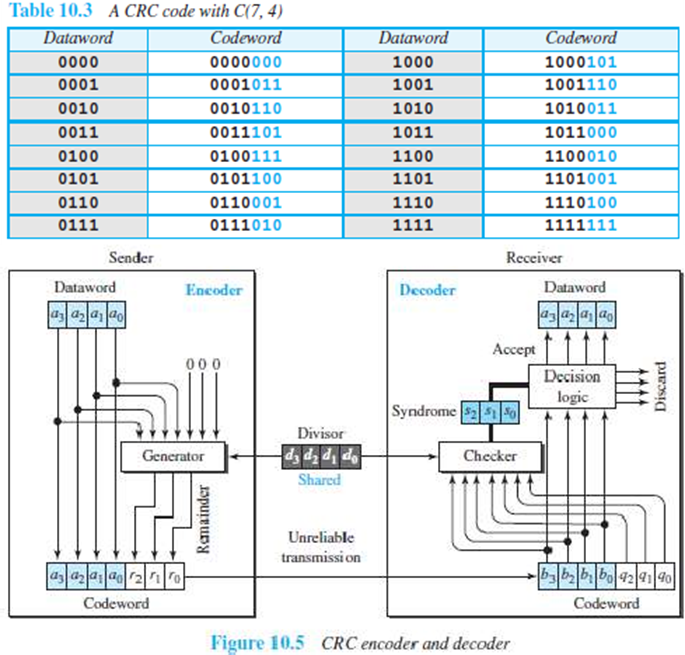 Table 10.3 A CRC code with C(7, 4)
Dataword Codeword Dataword Codeword
0000 0000000 1000 1000101
0001 0001011 1001 1001110
0010 0010110 1010 1010011
0011 0011101 1011 1011000
0100 0100111 1100 1100010
0101 0101100 1101 1101001
0110 0110001 1110 1110100
0111 0111010 1111 1111111
Sender Receiver
Dataword Encoder Decoder Dataword
a3 a2 a1 a0 a3 a2 a1 a0
0 0 0 Accept
Decision
logic
Discard
Syndrome s2 s1 s0
Divisor
Generator d3 d2 d1 d0 Checker
Shared
Remainder
Unreliable
transmission
a3 a2 a1 a0 r2 r1 r0 b3 b2 b1 b0 q2 q1 q0
Codeword Codeword
Figure 10.5 CRC encoder and decoder